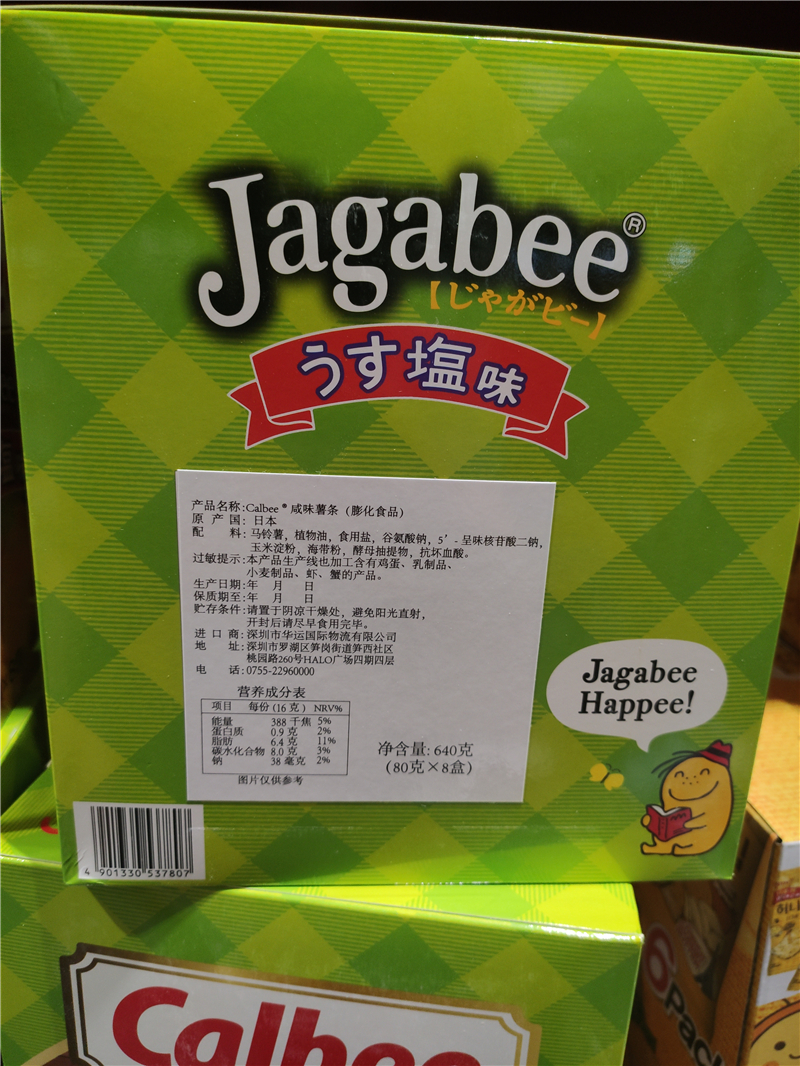 Jagabee®
【じゃがビー】
うす塩味
产品名称:Calbee®咸味薯条（膨化食品）
原 产 国: 日本
配 料: 马铃薯，植物油，食用盐，谷氨酸钠，5’-呈味核苷酸二钠，
玉米淀粉，海带粉，酵母抽提物，抗坏血酸。
过敏提示:本产品生产线也加工含有鸡蛋、乳制品、
小麦制品、虾、蟹的产品。
生产日期:年 月 日
保质期至:年 月 日
贮存条件:请置于阴凉干燥处，避免阳光直射，
开封后请尽早食用完毕。
进 口 商:深圳市华运国际物流有限公司
地 址:深圳市罗湖区笋岗街道笋西社区
桃园路260号HALO广场四期四层
电 话:0755-22960000
营养成分表
项目 每份(16克) NRV%
能量 388 千焦 5%
蛋白质 0.9 克 2%
脂肪 6.4 克 11%
碳水化合物 8.0 克 3%
钠 38 毫克 2%
图片仅供参考
净含量: 640克
(80克×8盒)
Jagabee
Happee!
4 901330 537807
Calbee
6 Pack